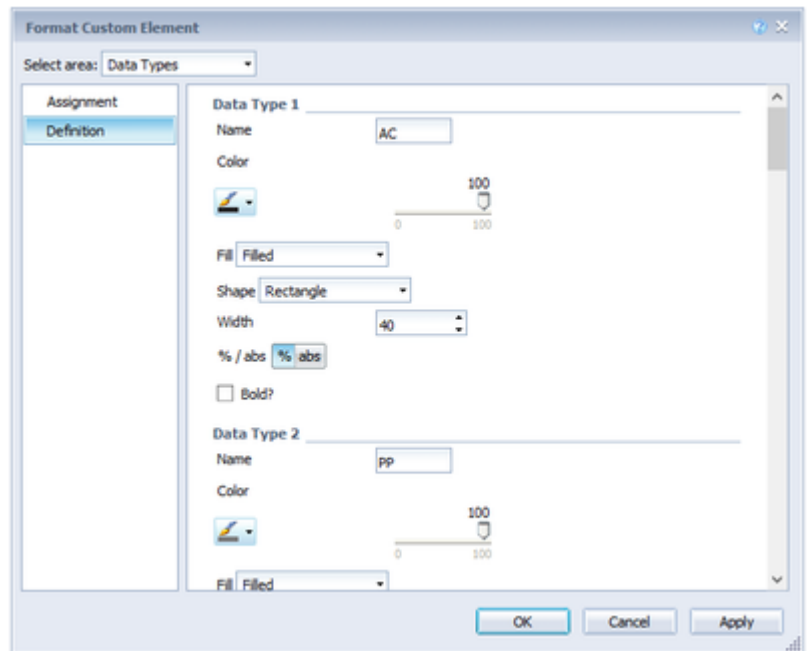 Format Custom Element
Select area: Data Types
Assignment
Definition
Data Type 1
Name AC
Color
100
0 100
Fill Filled
Shape Rectangle
Width 40
% / abs % abs
Bold?
Data Type 2
Name PP
Color
100
0 100
Fill Filled
OK Cancel Apply